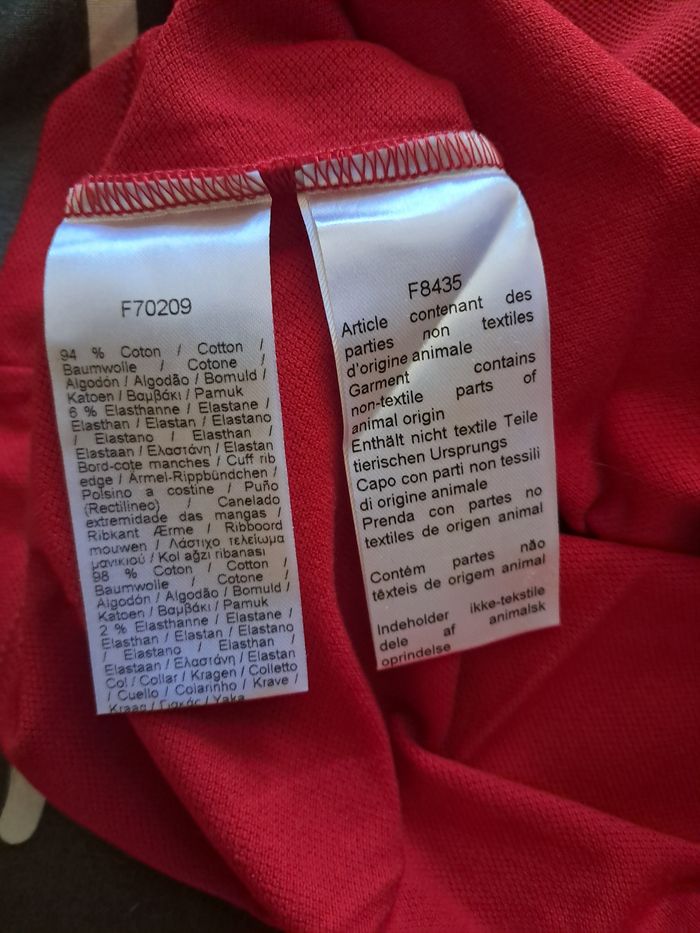 F70209
94 % Coton / Cotton /
Baumwolle / Cotone /
Algodón / Algodão / Bomuld /
Katoen / Βαμβάκι / Pamuk
6 % Elasthanne / Elastane /
Elasthan / Elastan / Elastano
/ Elastano / Elasthan /
Elastaan / Ελαστάνη / Elastan
Bord-cote manches / Cuff rib
edge / Ärmel-Rippbündchen /
Polsino a costine / Puño
(Rectilíneo) / Canelado
extremidade das mangas /
Ribkant Ærme / Ribboord
mouwen / Λάστιχο τελείωμα
μανικιού / Kol ağzi ribanasi
98 % Coton / Cotton /
Baumwolle / Cotone /
Algodón / Algodão / Bomuld /
Katoen / Βαμβάκι / Pamuk
2 % Elasthanne / Elastane /
Elasthan / Elastan / Elastano
/ Elastano / Elasthan /
Elastaan / Ελαστάνη / Elastan
Col / Collar / Kragen / Colletto
/ Cuello / Colarinho / Krave /
Kraag / Γιακάς / Yaka
F8435
Article contenant des
parties non textiles
d'origine animale
Garment contains
non-textile parts of
animal origin
Enthält nicht textile Teile
tierischen Ursprungs
Capo con parti non tessili
di origine animale
Prenda con partes no
textiles de origen animal
Contém partes não
têxteis de origem animal
Indeholder ikke-tekstile
dele af animalsk
oprindelse